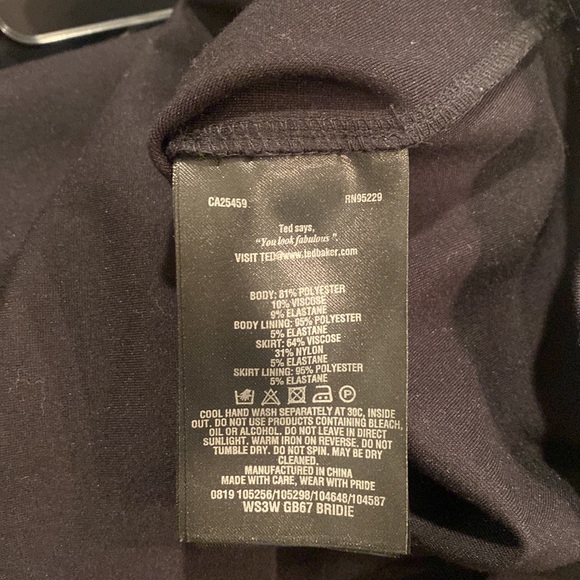 CA25459 RN95229
Ted says,
"You look fabulous".
VISIT TED@www.tedbaker.com
BODY: 81% POLYESTER
10% VISCOSE
9% ELASTANE
BODY LINING: 95% POLYESTER
5% ELASTANE
SKIRT: 64% VISCOSE
31% NYLON
5% ELASTANE
SKIRT LINING: 95% POLYESTER
5% ELASTANE
COOL HAND WASH SEPARATELY AT 30C, INSIDE
OUT. DO NOT USE PRODUCTS CONTAINING BLEACH,
OIL OR ALCOHOL. DO NOT LEAVE IN DIRECT
SUNLIGHT. WARM IRON ON REVERSE. DO NOT
TUMBLE DRY. DO NOT SPIN. MAY BE DRY
CLEANED.
MANUFACTURED IN CHINA
MADE WITH CARE, WEAR WITH PRIDE
0819 105256/105298/104648/104587
WS3W GB67 BRIDIE